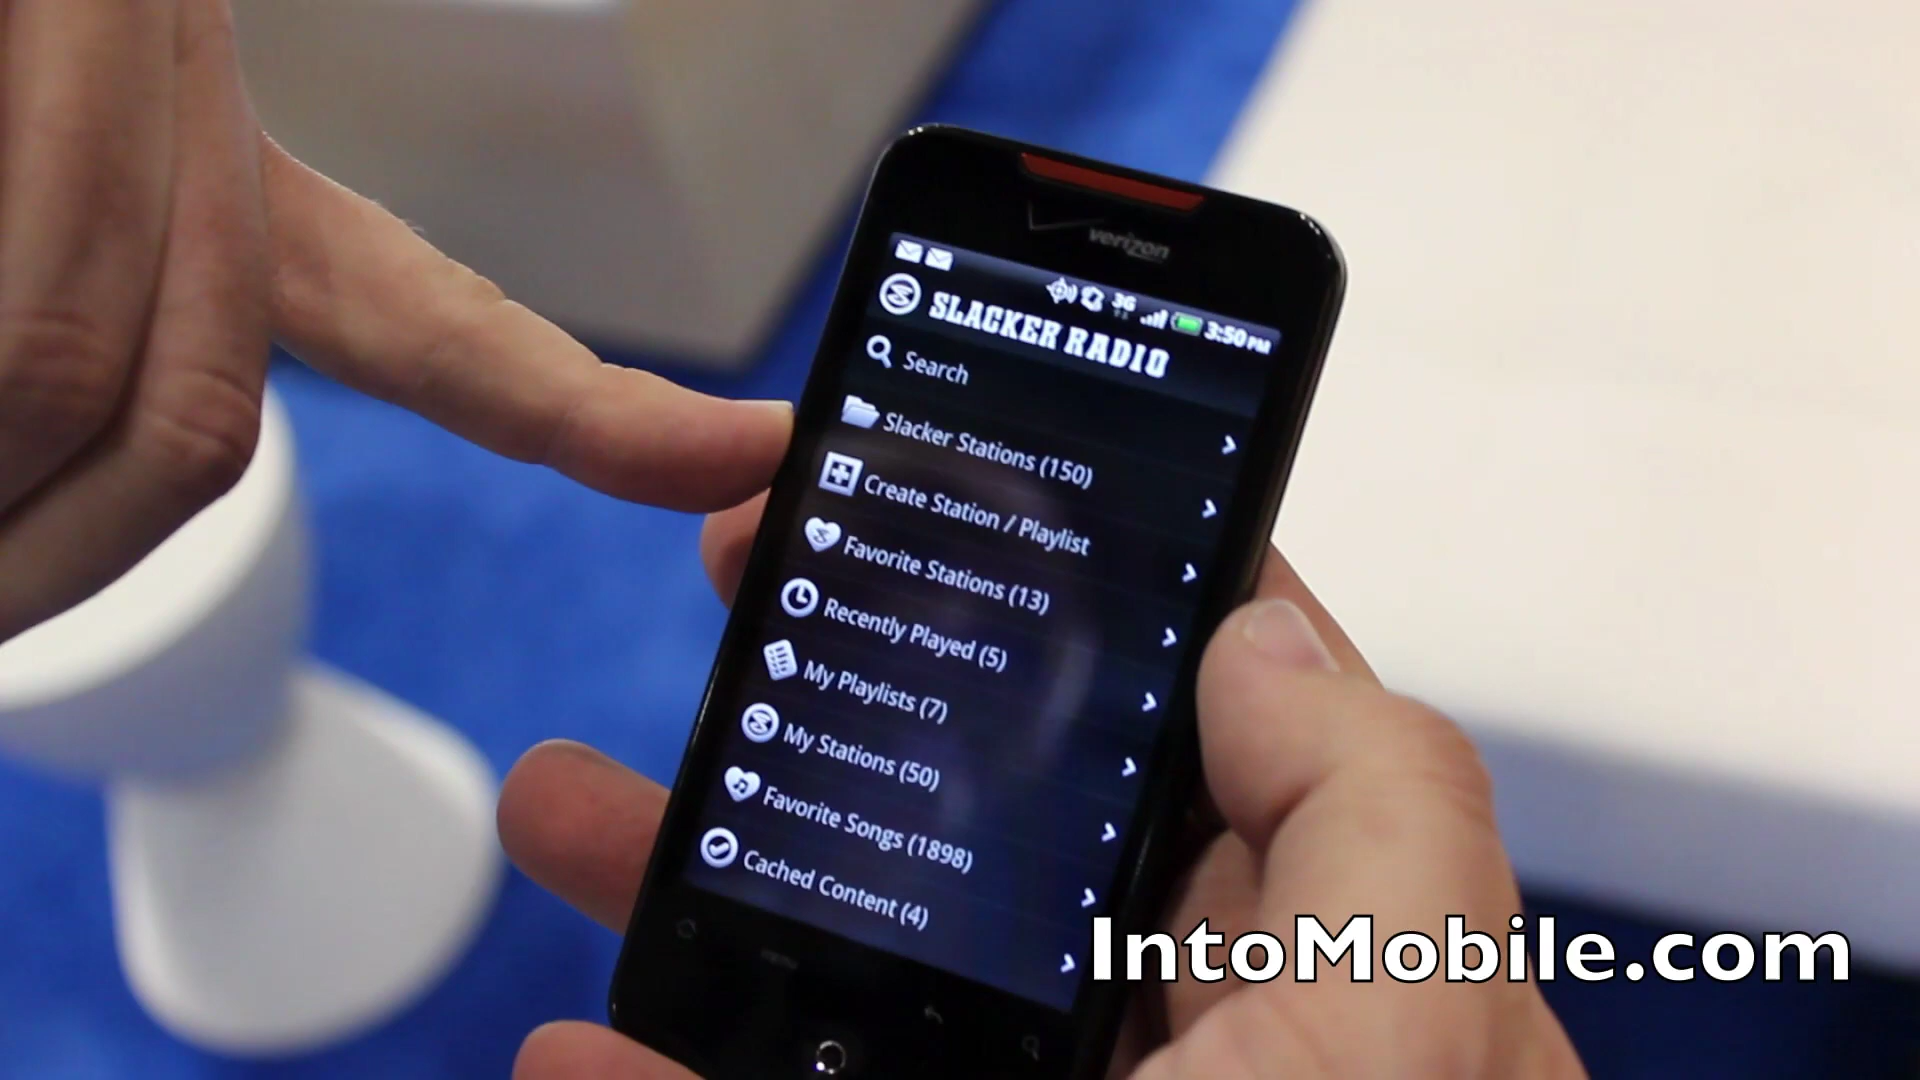 verizon
3G 3:50 PM
SLACKER RADIO
Search
Slacker Stations (150)
Create Station / Playlist
Favorite Stations (13)
Recently Played (5)
My Playlists (7)
My Stations (50)
Favorite Songs (1898)
Cached Content (4)
IntoMobile.com